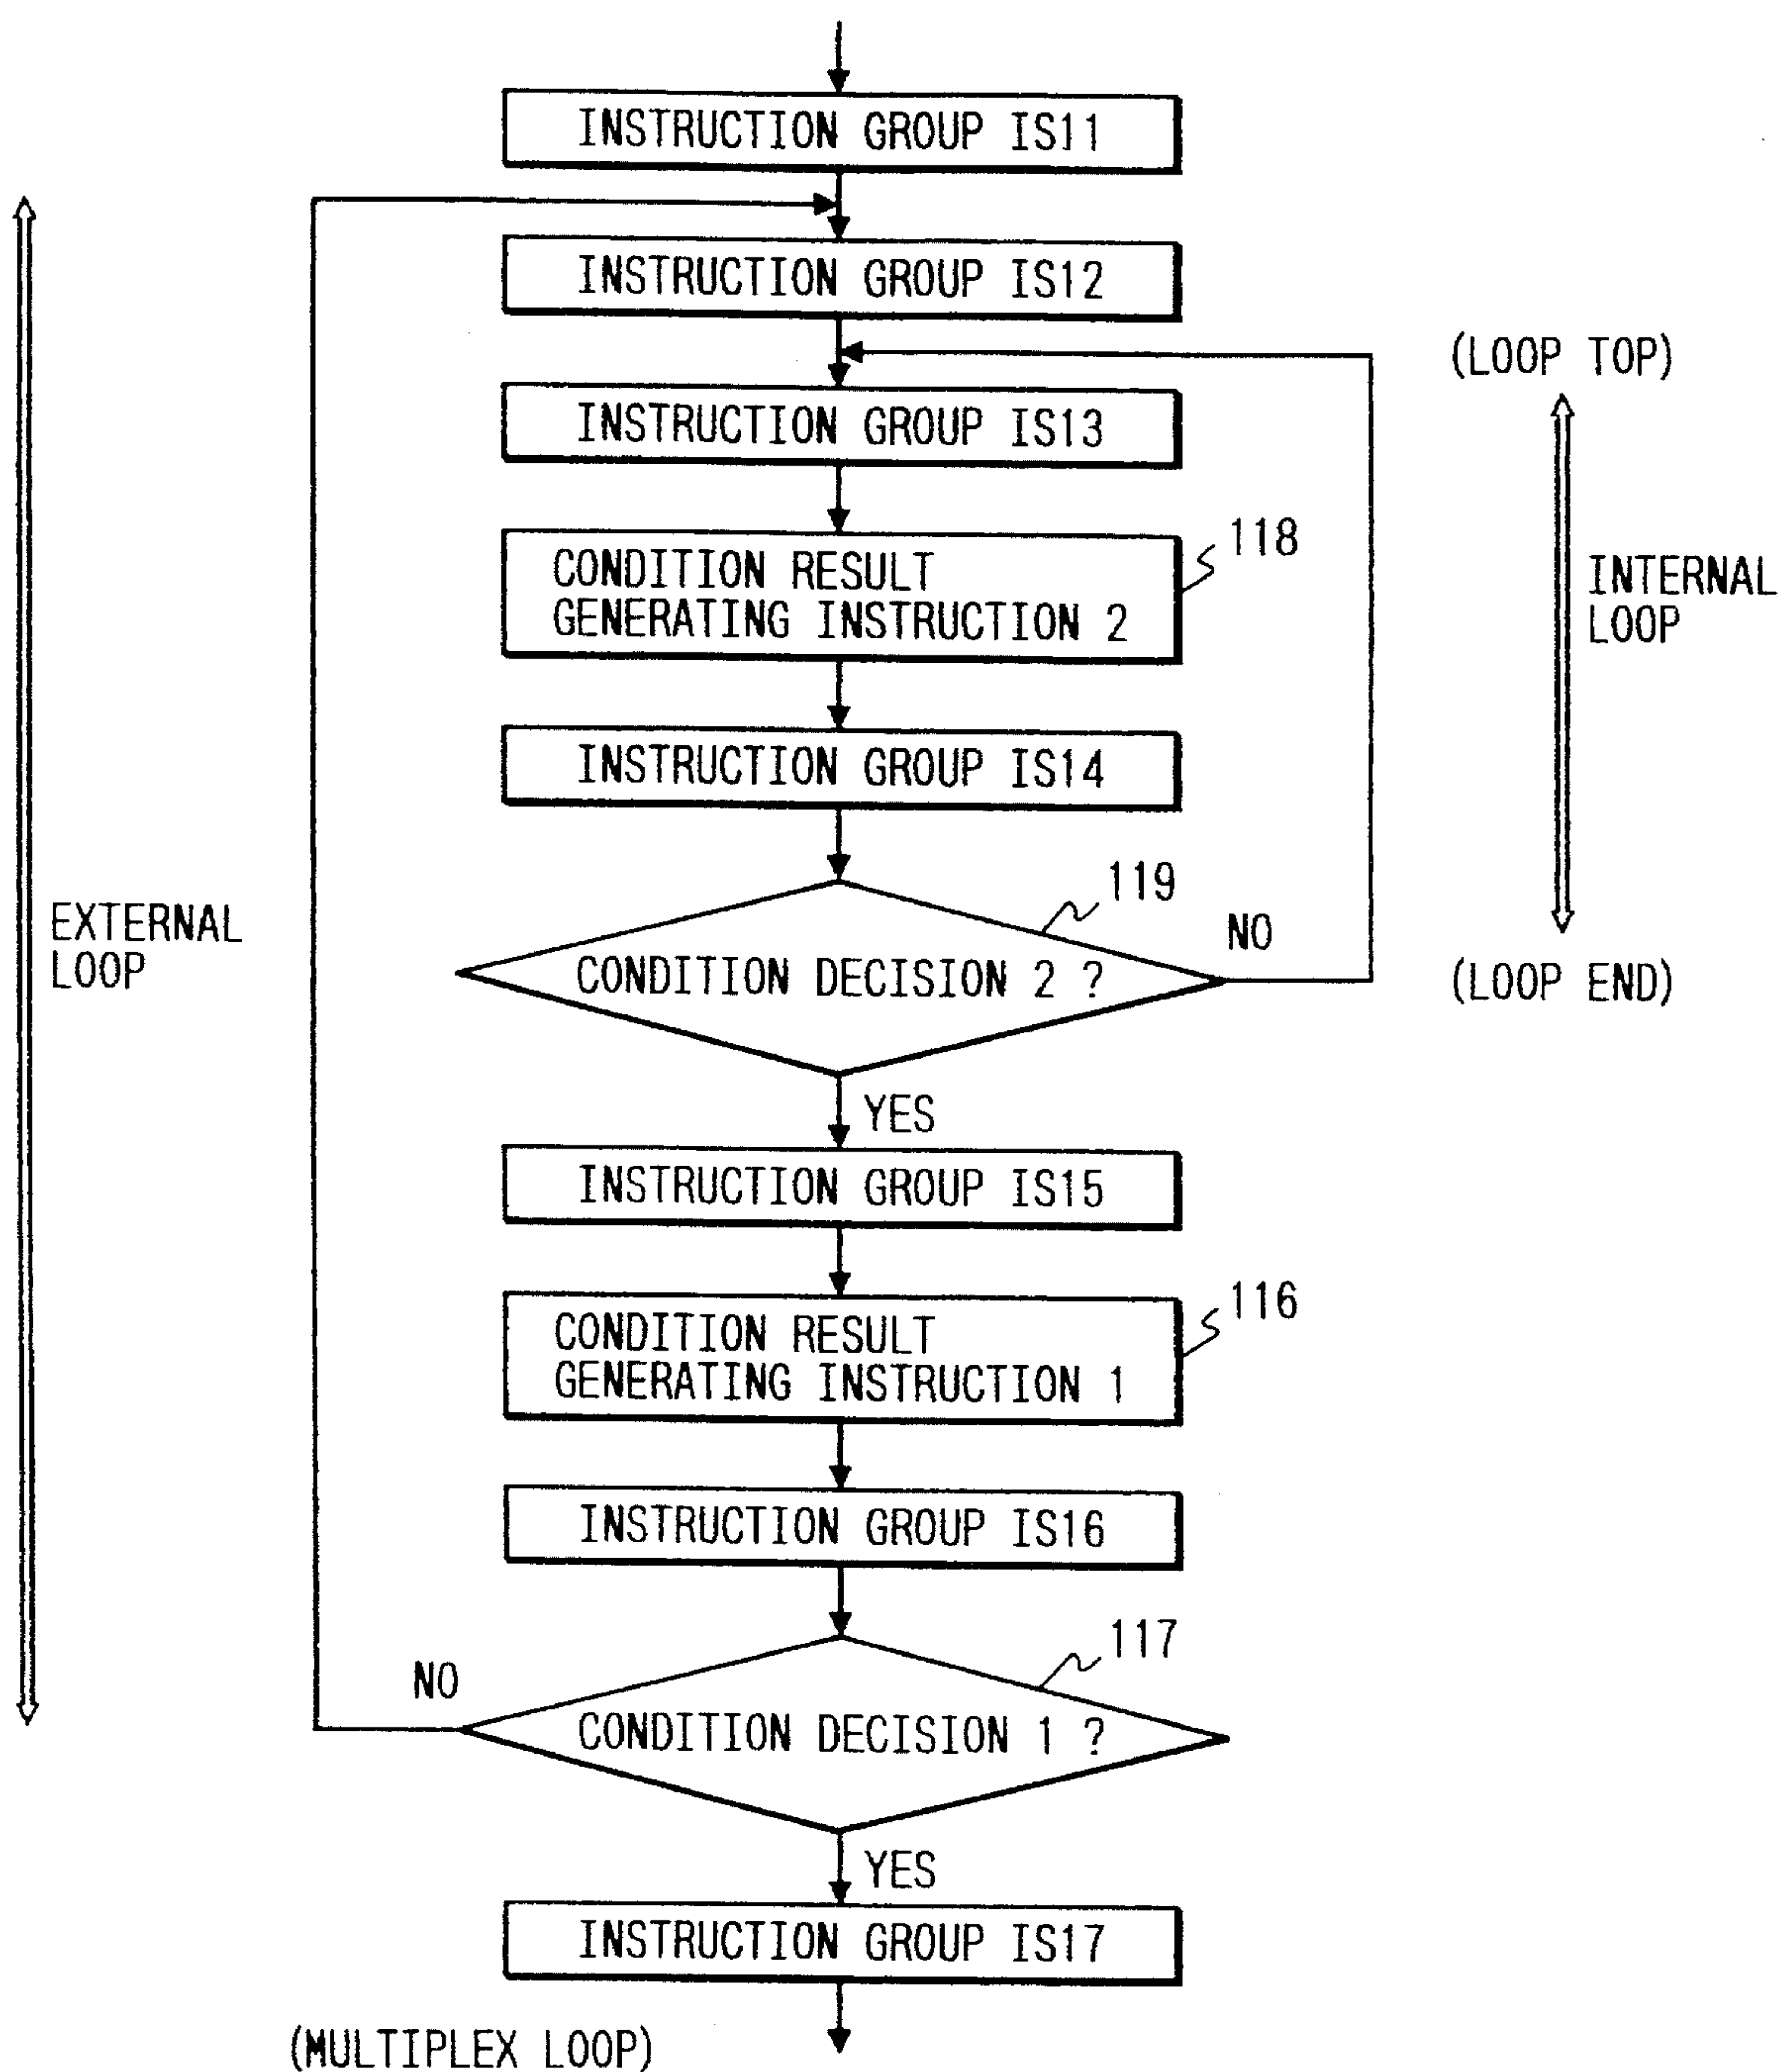 INSTRUCTION GROUP IS11
INSTRUCTION GROUP IS12
(LOOP TOP)
INSTRUCTION GROUP IS13
118
CONDITION RESULT
GENERATING INSTRUCTION 2
INTERNAL
LOOP
INSTRUCTION GROUP IS14
119
EXTERNAL
LOOP
NO
CONDITION DECISION 2 ?
(LOOP END)
YES
INSTRUCTION GROUP IS15
116
CONDITION RESULT
GENERATING INSTRUCTION 1
INSTRUCTION GROUP IS16
117
NO
CONDITION DECISION 1 ?
YES
INSTRUCTION GROUP IS17
(MULTIPLEX LOOP)